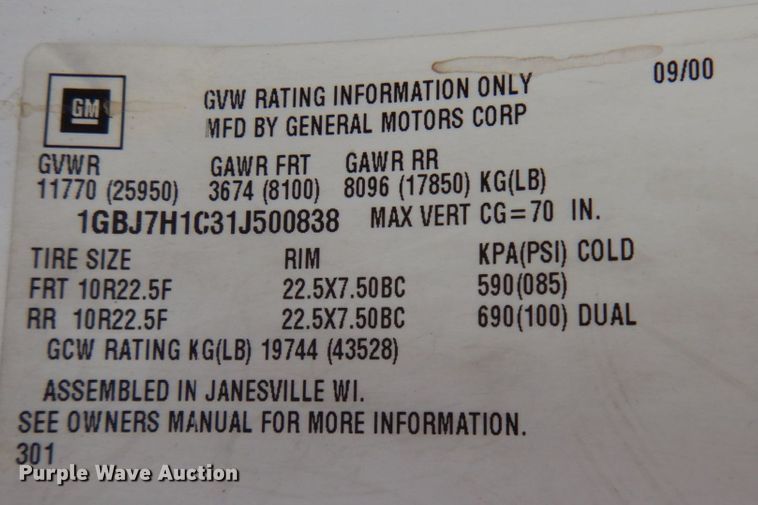 09/00
GM
GVW RATING INFORMATION ONLY
MFD BY GENERAL MOTORS CORP
GVWR GAWR FRT GAWR RR
11770 (25950) 3674 (8100) 8096 (17850) KG(LB)
1GBJ7H1C31J500838 MAX VERT CG=70 IN.
TIRE SIZE RIM KPA(PSI) COLD
FRT 10R22.5F 22.5X7.50BC 590(085)
RR 10R22.5F 22.5X7.50BC 690(100) DUAL
GCW RATING KG(LB) 19744 (43528)
ASSEMBLED IN JANESVILLE WI.
SEE OWNERS MANUAL FOR MORE INFORMATION.
301
Purple Wave Auction